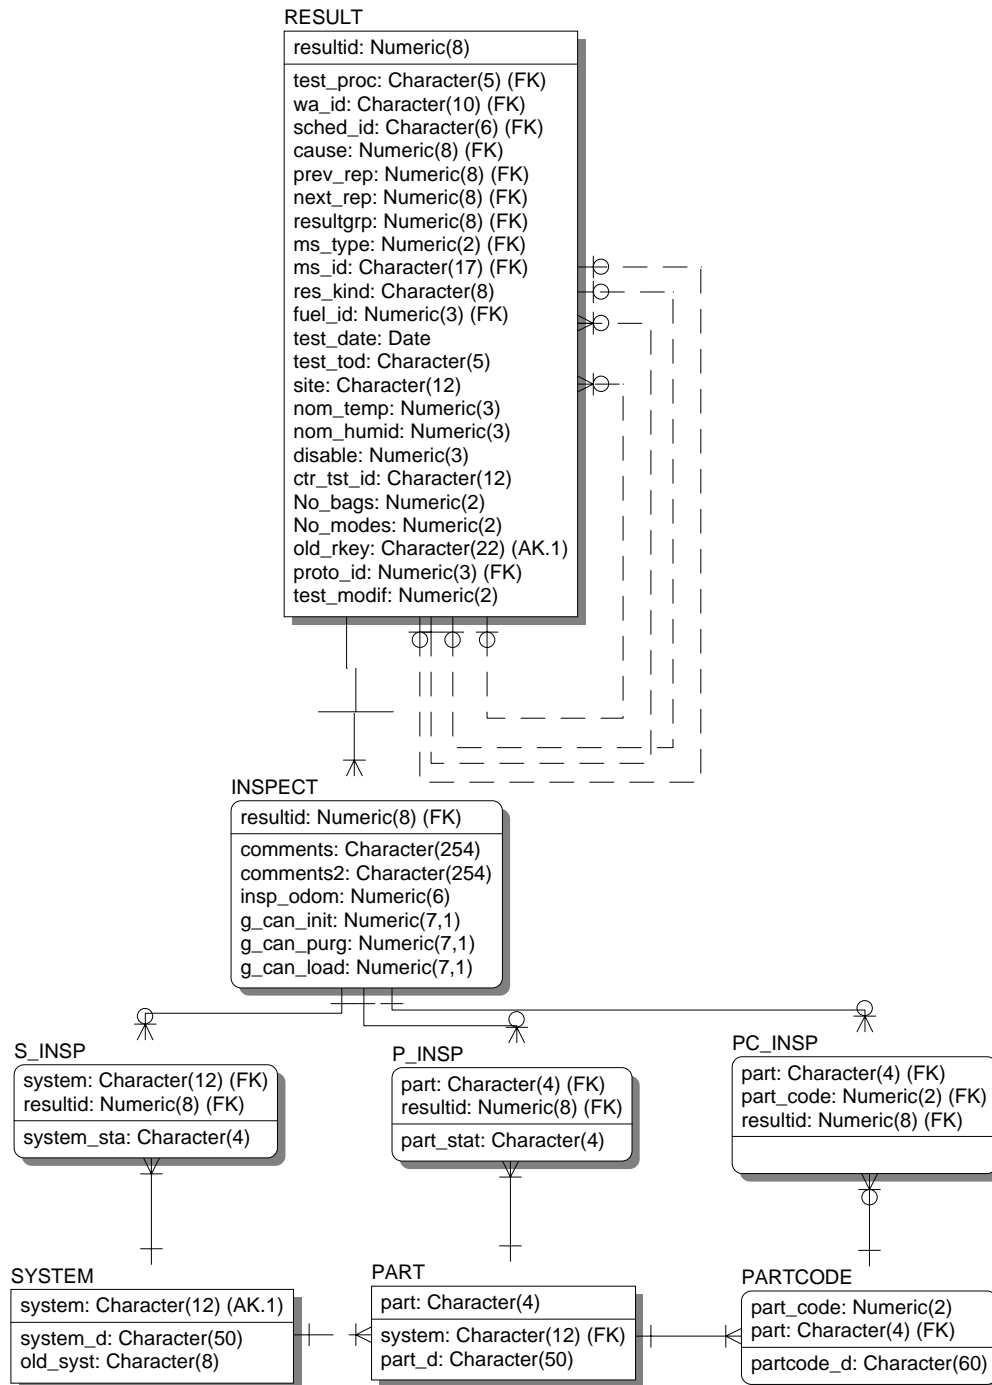 RESULT
resultid: Numeric(8)
test_proc: Character(5) (FK)
wa_id: Character(10) (FK)
sched_id: Character(6) (FK)
cause: Numeric(8) (FK)
prev_rep: Numeric(8) (FK)
next_rep: Numeric(8) (FK)
resultgrp: Numeric(8) (FK)
ms_type: Numeric(2) (FK)
ms_id: Character(17) (FK)
res_kind: Character(8)
fuel_id: Numeric(3) (FK)
test_date: Date
test_tod: Character(5)
site: Character(12)
nom_temp: Numeric(3)
nom_humid: Numeric(3)
disable: Numeric(3)
ctr_tst_id: Character(12)
No_bags: Numeric(2)
No_modes: Numeric(2)
old_rkey: Character(22) (AK.1)
proto_id: Numeric(3) (FK)
test_modif: Numeric(2)
INSPECT
resultid: Numeric(8) (FK)
comments: Character(254)
comments2: Character(254)
insp_odom: Numeric(6)
g_can_init: Numeric(7,1)
g_can_purg: Numeric(7,1)
g_can_load: Numeric(7,1)
S_INSP
system: Character(12) (FK)
resultid: Numeric(8) (FK)
system_sta: Character(4)
P_INSP
part: Character(4) (FK)
resultid: Numeric(8) (FK)
part_stat: Character(4)
PC_INSP
part: Character(4) (FK)
part_code: Numeric(2) (FK)
resultid: Numeric(8) (FK)
SYSTEM
system: Character(12) (AK.1)
system_d: Character(50)
old_syst: Character(8)
PART
part: Character(4)
system: Character(12) (FK)
part_d: Character(50)
PARTCODE
part_code: Numeric(2)
part: Character(4) (FK)
partcode_d: Character(60)